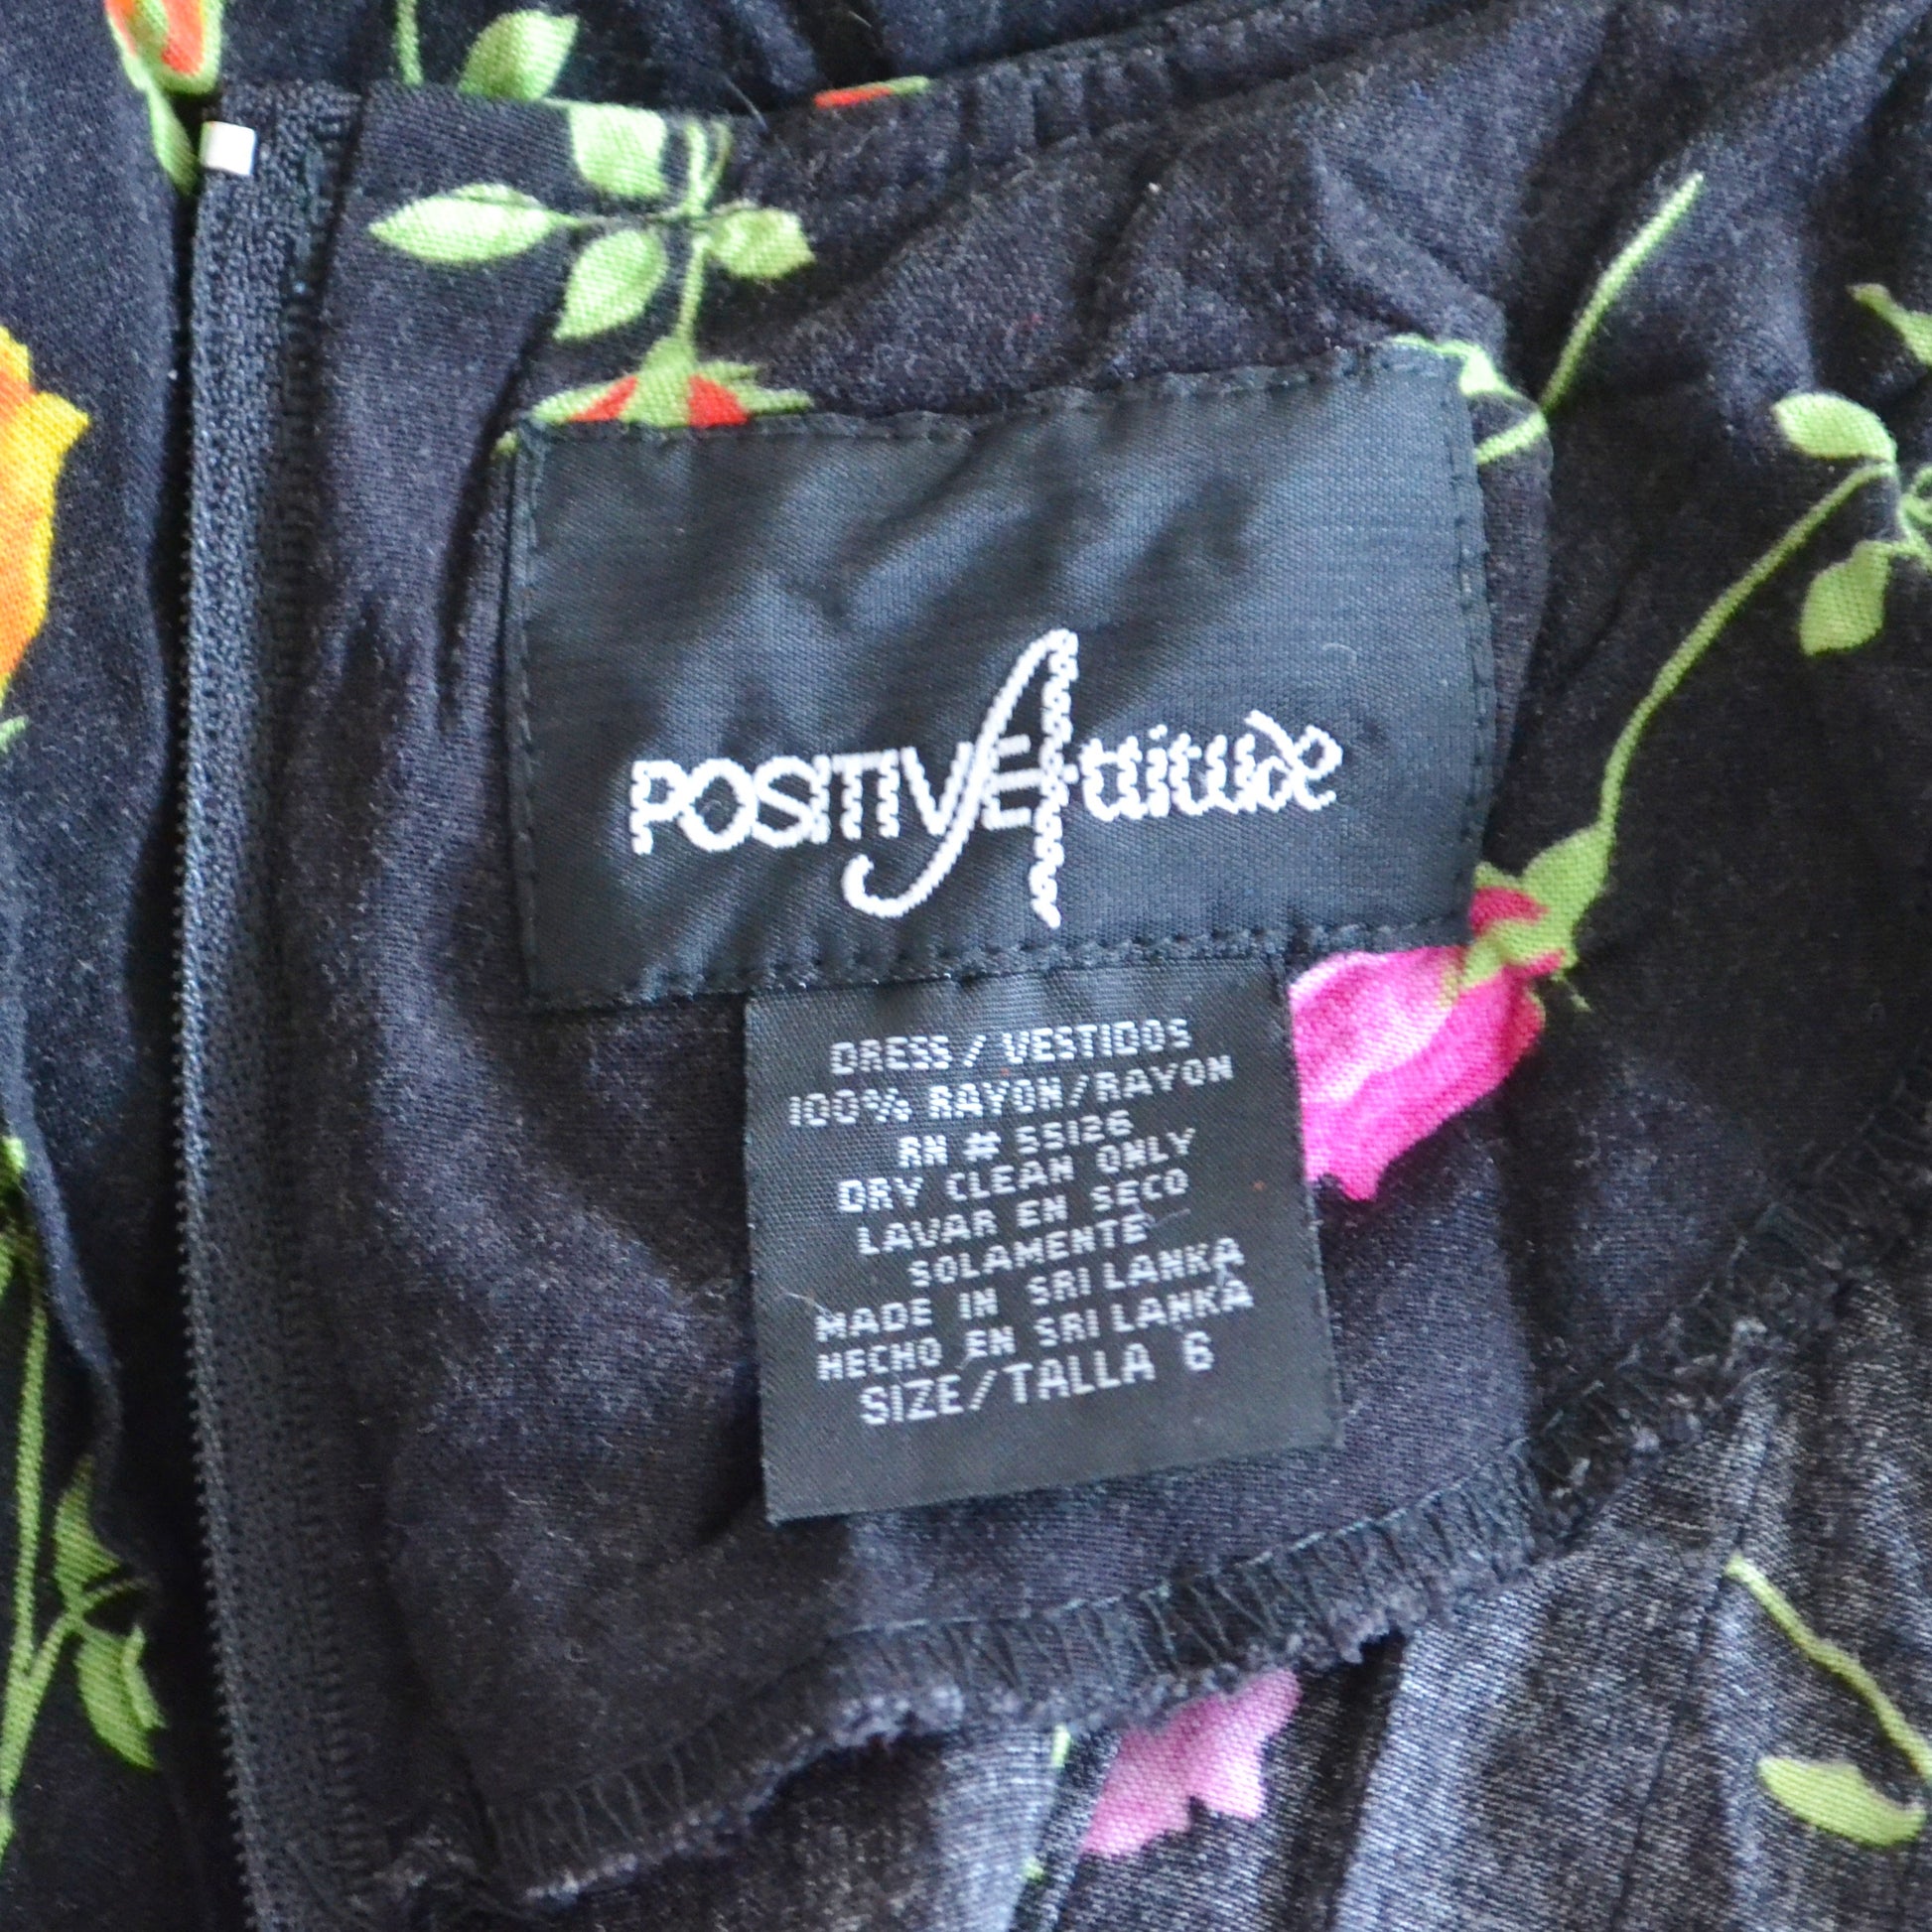 POSITIVE Attitude
DRESS / VESTIDOS
100% RAYON/RAYON
RN # 55126
DRY CLEAN ONLY
LAVAR EN SECO
SOLAMENTE
MADE IN SRI LANKA
HECHO EN SRI LANKA
SIZE/TALLA 6